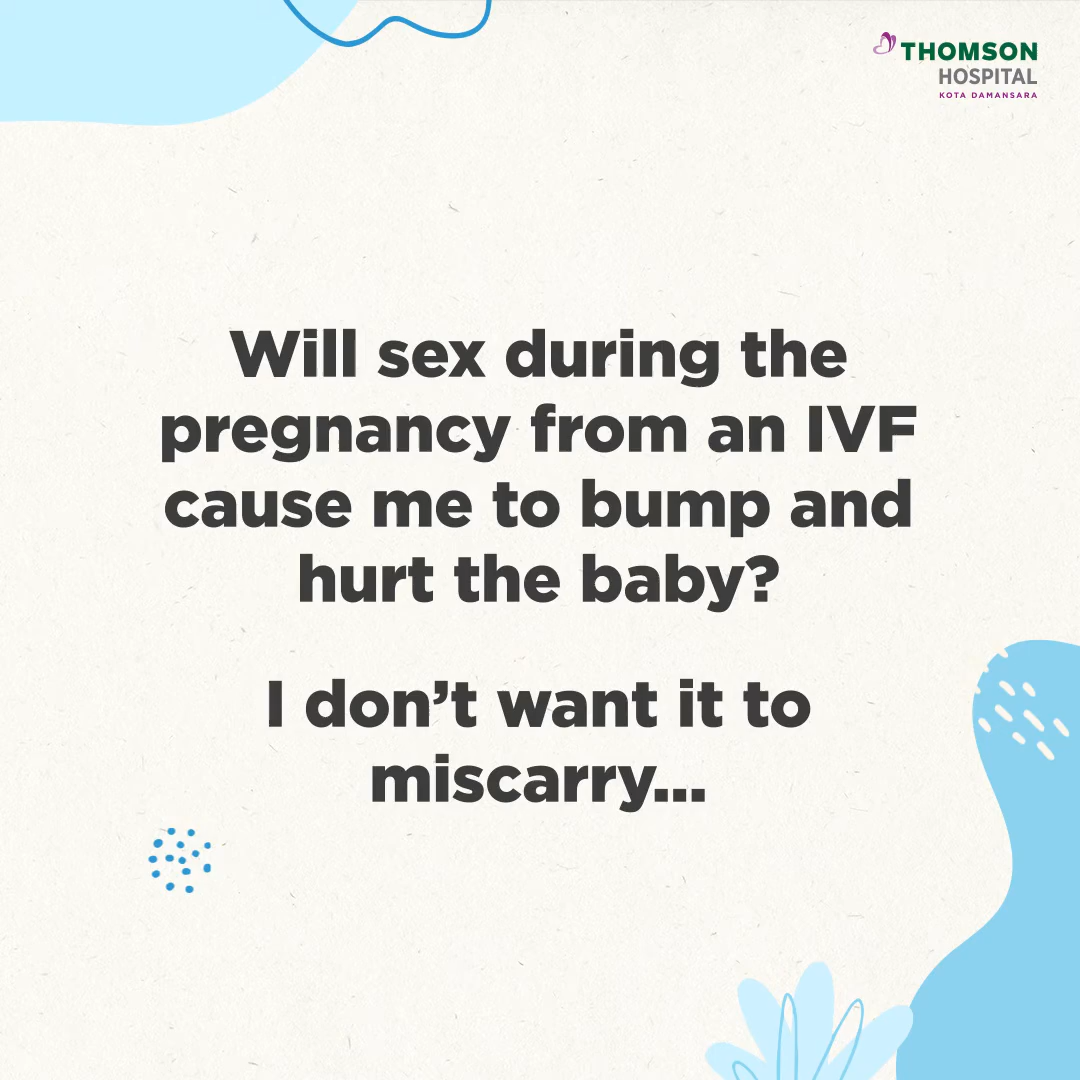 THOMSON
HOSPITAL
KOTA DAMANSARA
Will sex during the
pregnancy from an IVF
cause me to bump and
hurt the baby?
I don’t want it to
miscarry...